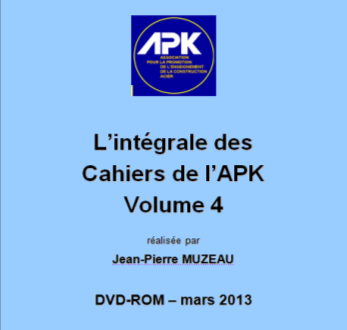 APK
ASSOCIATION
POUR LA PROMOTION
DE L'ENSEIGNEMENT
DE LA CONSTRUCTION
ACIER
L'intégrale des
Cahiers de l'APK
Volume 4
réalisée par
Jean-Pierre MUZEAU
DVD-ROM – mars 2013